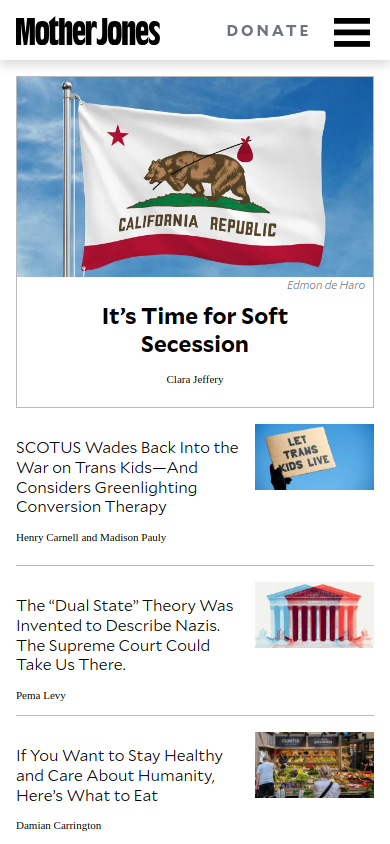 Mother Jones
DONATE
CALIFORNIA REPUBLIC
Edmon de Haro
It’s Time for Soft
Secession
Clara Jeffery
SCOTUS Wades Back Into the
War on Trans Kids—And
Considers Greenlighting
Conversion Therapy
LET
TRANS
KIDS LIVE
Henry Carnell and Madison Pauly
The “Dual State” Theory Was
Invented to Describe Nazis.
The Supreme Court Could
Take Us There.
Pema Levy
If You Want to Stay Healthy
and Care About Humanity,
Here’s What to Eat
Damian Carrington